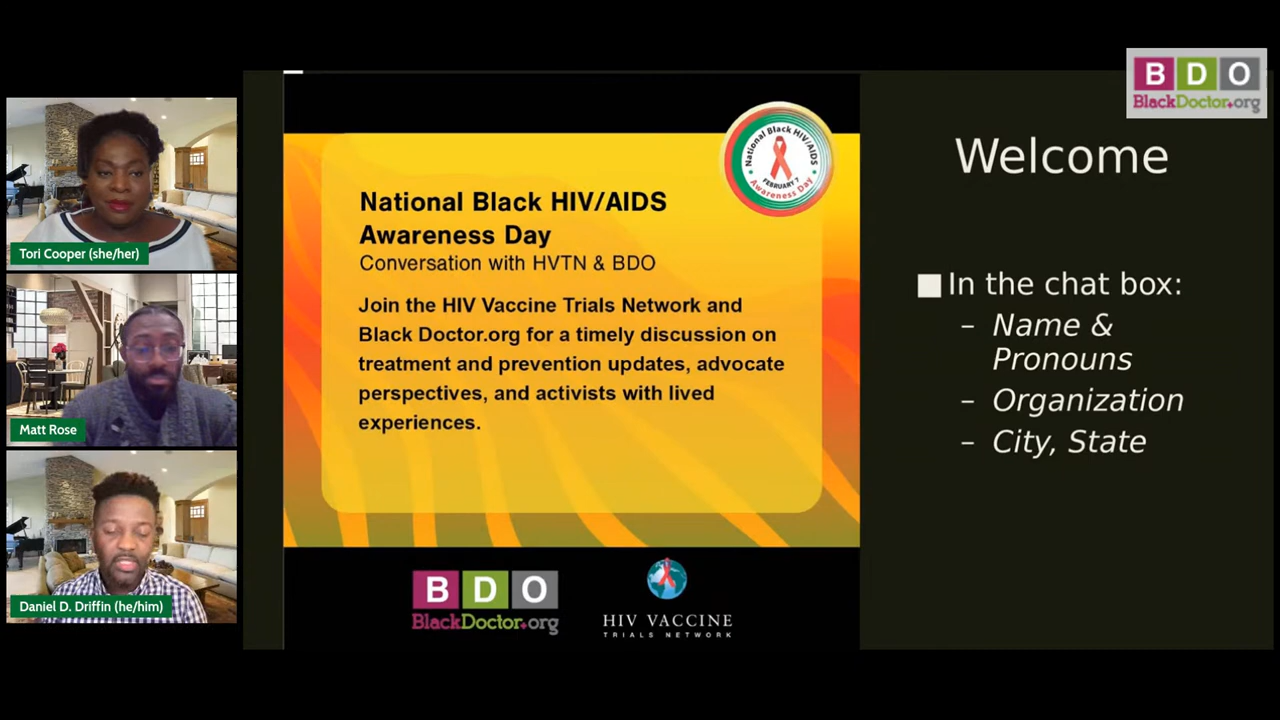 Tori Cooper (she/her)
Matt Rose
Daniel D. Driffin (he/him)
National Black HIV/AIDS
Awareness Day
Conversation with HVTN & BDO
Join the HIV Vaccine Trials Network and
Black Doctor.org for a timely discussion on
treatment and prevention updates, advocate
perspectives, and activists with lived
experiences.
National Black HIV/AIDS
FEBRUARY 7
Awareness Day
BDO
BlackDoctor.org
HIV VACCINE
TRIALS NETWORK
BDO
BlackDoctor.org
Welcome
In the chat box:
– Name &
Pronouns
– Organization
– City, State